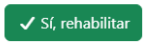 ✓ Sí, rehabilitar